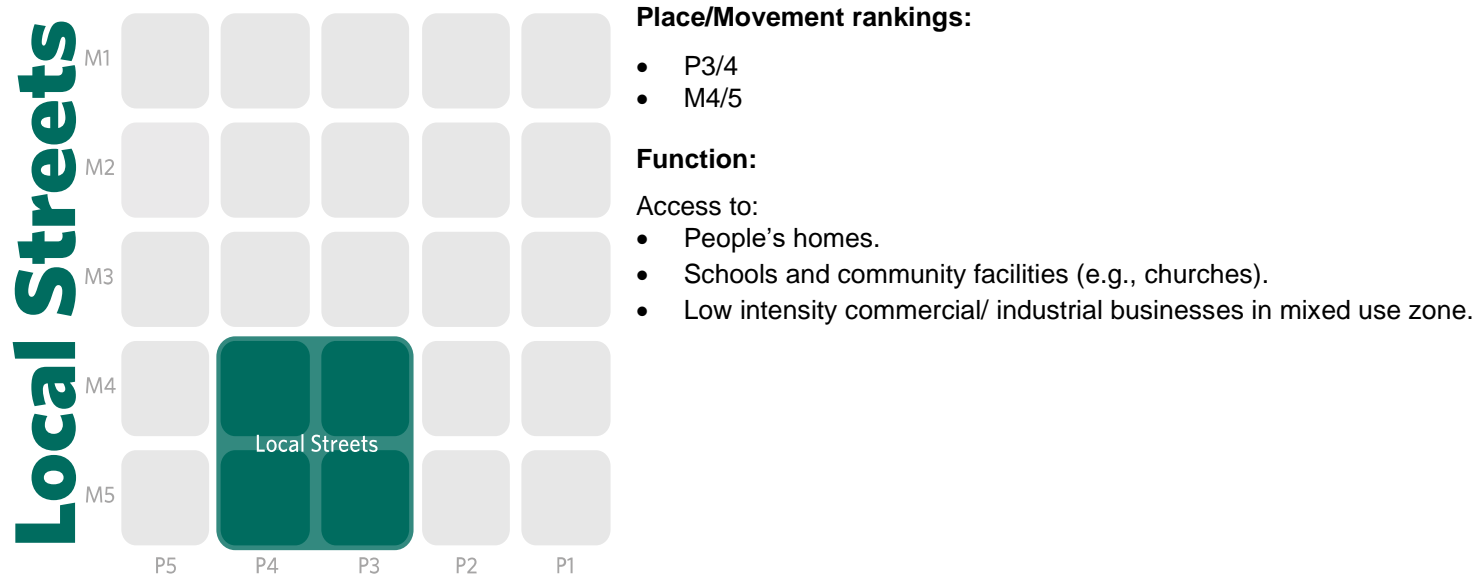 Local Streets
M1
M2
M3
M4
M5
Local Streets
P5 P4 P3 P2 P1
Place/Movement rankings:
• P3/4
• M4/5
Function:
Access to:
• People’s homes.
• Schools and community facilities (e.g., churches).
• Low intensity commercial/ industrial businesses in mixed use zone.